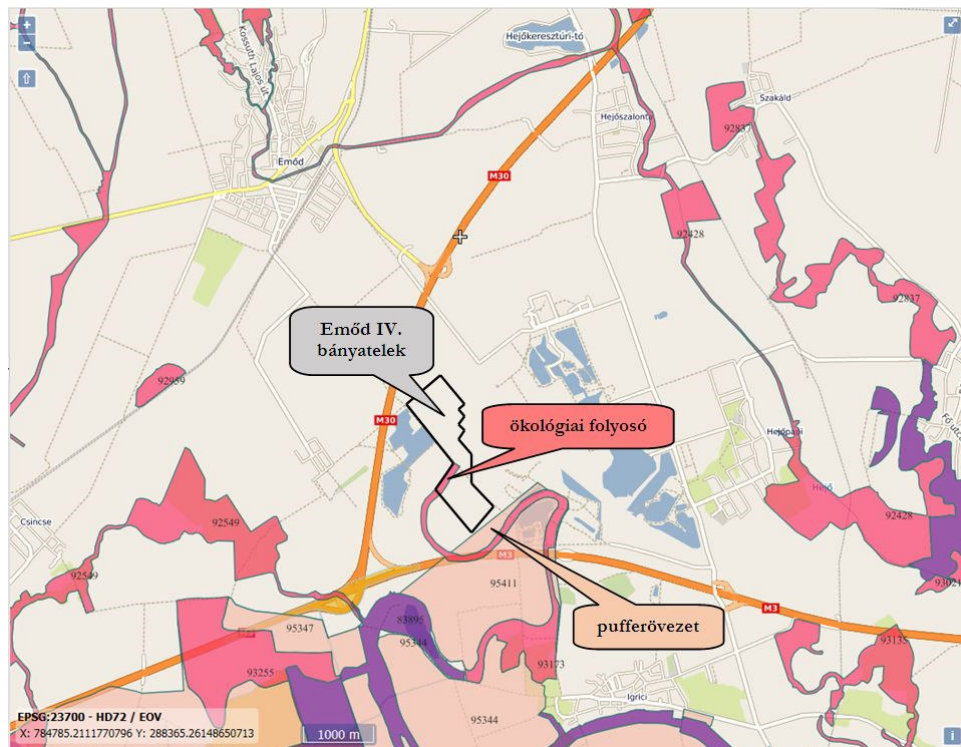 +
−
Kossuth Lajos út
Hejőkeresztúri-tó
Szakáld
Hejőszalonta
92837
Emőd
M30
92428
92837
Emőd IV.
bányatelek
92959
M30
ökológiai folyosó
Fő utca
Hejőpapi
Hejő
92549
92428
Csincse
M3
92549
95411
93021
M3
83895
95347
pufferövezet
95344
93135
93255
93173
Igrici
EPSG:23700 - HD72 / EOV
X: 784785.2111770796 Y: 288365.26148650713
1000 m
95344
i